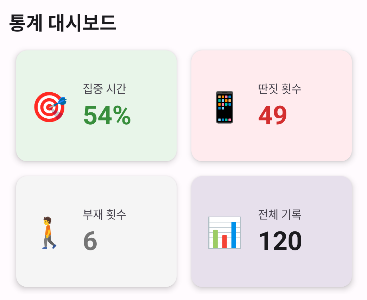 통계 대시보드
집중 시간
54%
딴짓 횟수
49
부재 횟수
6
전체 기록
120